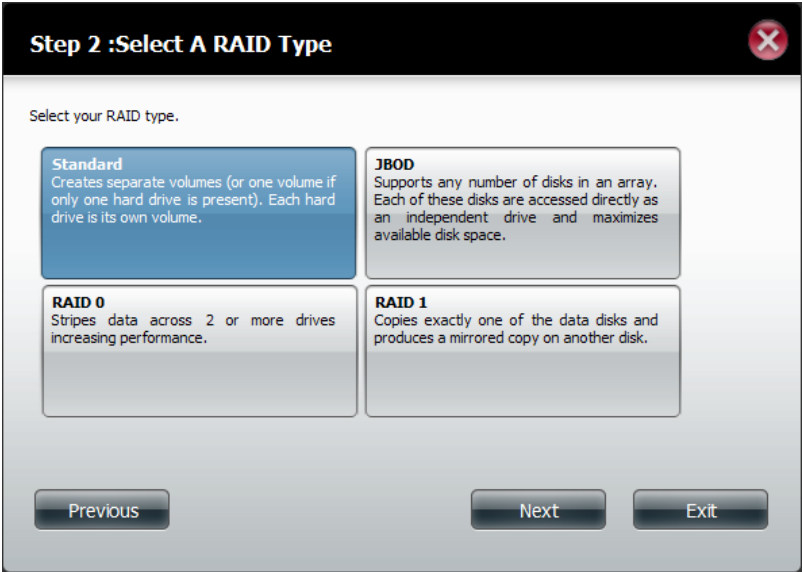 Step 2 :Select A RAID Type
Select your RAID type.
Standard
Creates separate volumes (or one volume if
only one hard drive is present). Each hard
drive is its own volume.
JBOD
Supports any number of disks in an array.
Each of these disks are accessed directly as
an independent drive and maximizes
available disk space.
RAID 0
Stripes data across 2 or more drives
increasing performance.
RAID 1
Copies exactly one of the data disks and
produces a mirrored copy on another disk.
Previous
Next
Exit